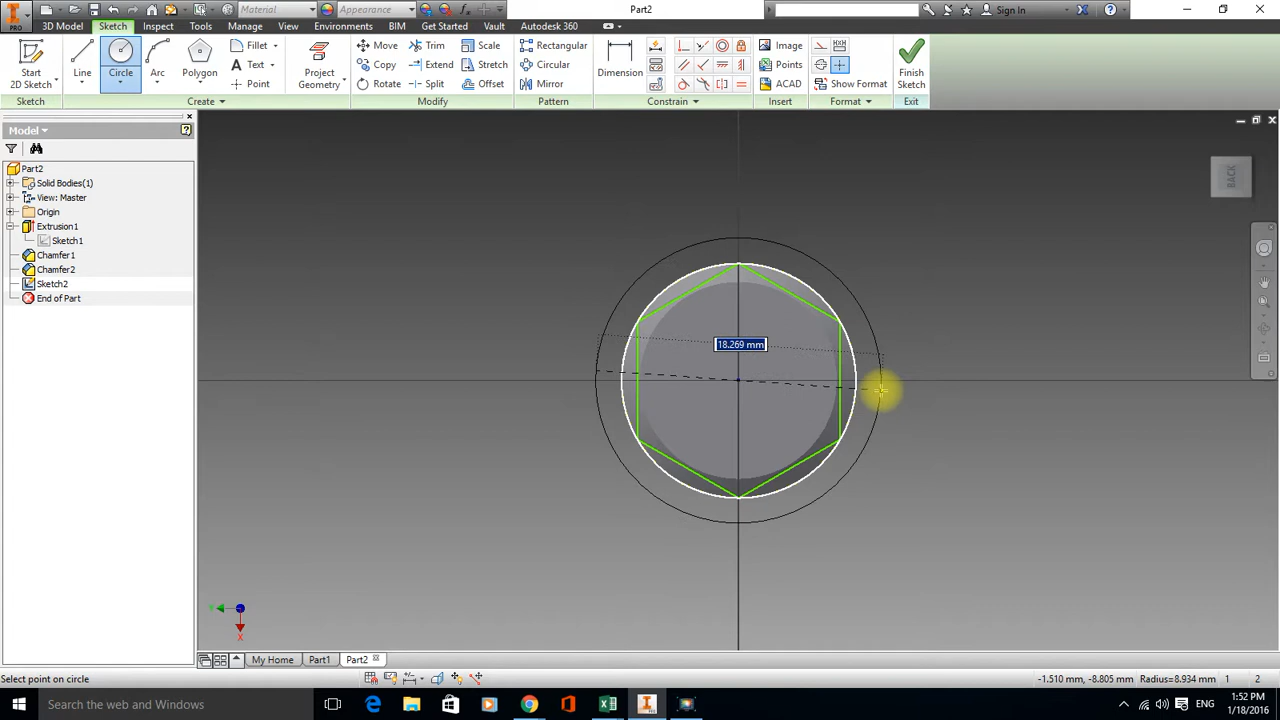 PRO
Material
Appearance
Part2
Sign In
3D Model
Sketch
Inspect
Tools
Manage
View
Environments
BIM
Get Started
Vault
Autodesk 360
Start
2D Sketch
Line
Circle
Arc
Polygon
Fillet
Text
Point
Project
Geometry
Move
Copy
Rotate
Trim
Extend
Split
Scale
Stretch
Offset
Rectangular
Circular
Mirror
Dimension
Image
Points
ACAD
Show Format
Finish
Sketch
Sketch
Create
Modify
Pattern
Constrain
Insert
Format
Exit
Model
Part2
Solid Bodies(1)
View: Master
Origin
Extrusion1
Sketch1
Chamfer1
Chamfer2
Sketch2
End of Part
BACK
18.269 mm
Y
X
My Home
Part1
Part2
Select point on circle
-1.510 mm, -8.805 mm
Radius=8.934 mm
1
2
Search the web and Windows
ENG
1:52 PM
1/18/2016